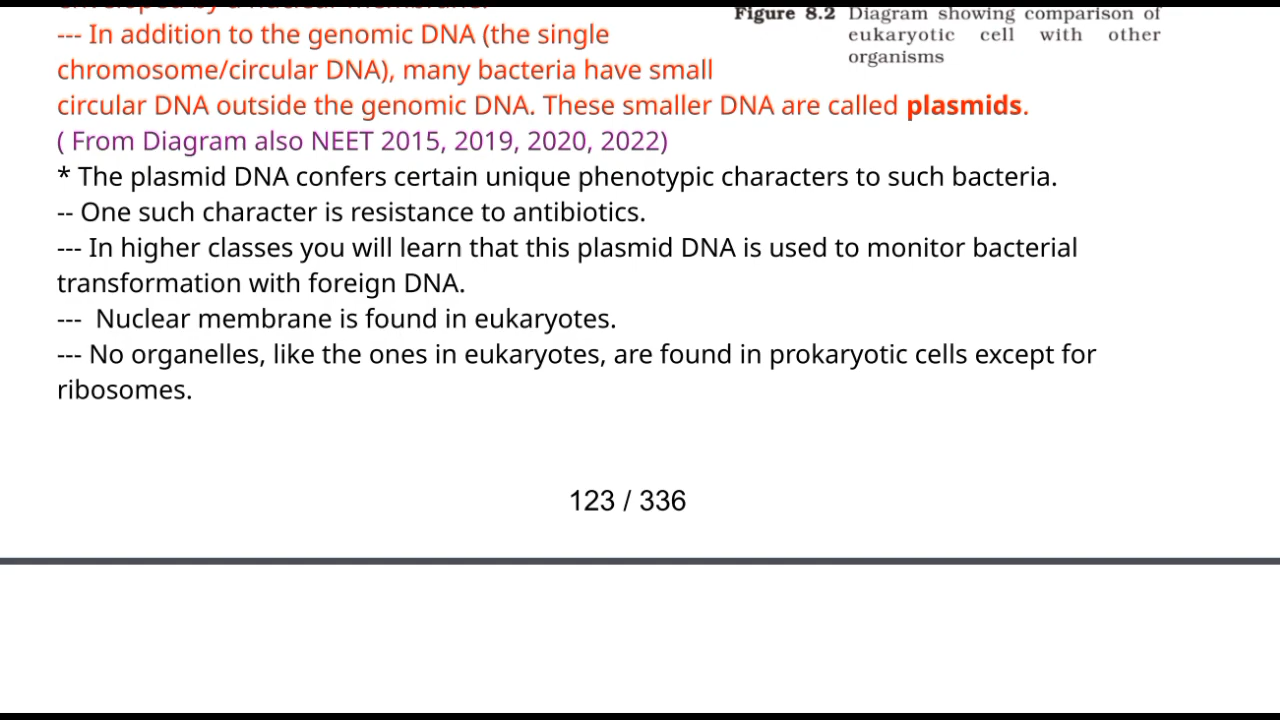 enveloped by a nuclear membrane.
Figure 8.2 Diagram showing comparison of
eukaryotic cell with other
organisms
--- In addition to the genomic DNA (the single
chromosome/circular DNA), many bacteria have small
circular DNA outside the genomic DNA. These smaller DNA are called plasmids.
( From Diagram also NEET 2015, 2019, 2020, 2022)
* The plasmid DNA confers certain unique phenotypic characters to such bacteria.
-- One such character is resistance to antibiotics.
--- In higher classes you will learn that this plasmid DNA is used to monitor bacterial
transformation with foreign DNA.
---  Nuclear membrane is found in eukaryotes.
--- No organelles, like the ones in eukaryotes, are found in prokaryotic cells except for
ribosomes.
123 / 336